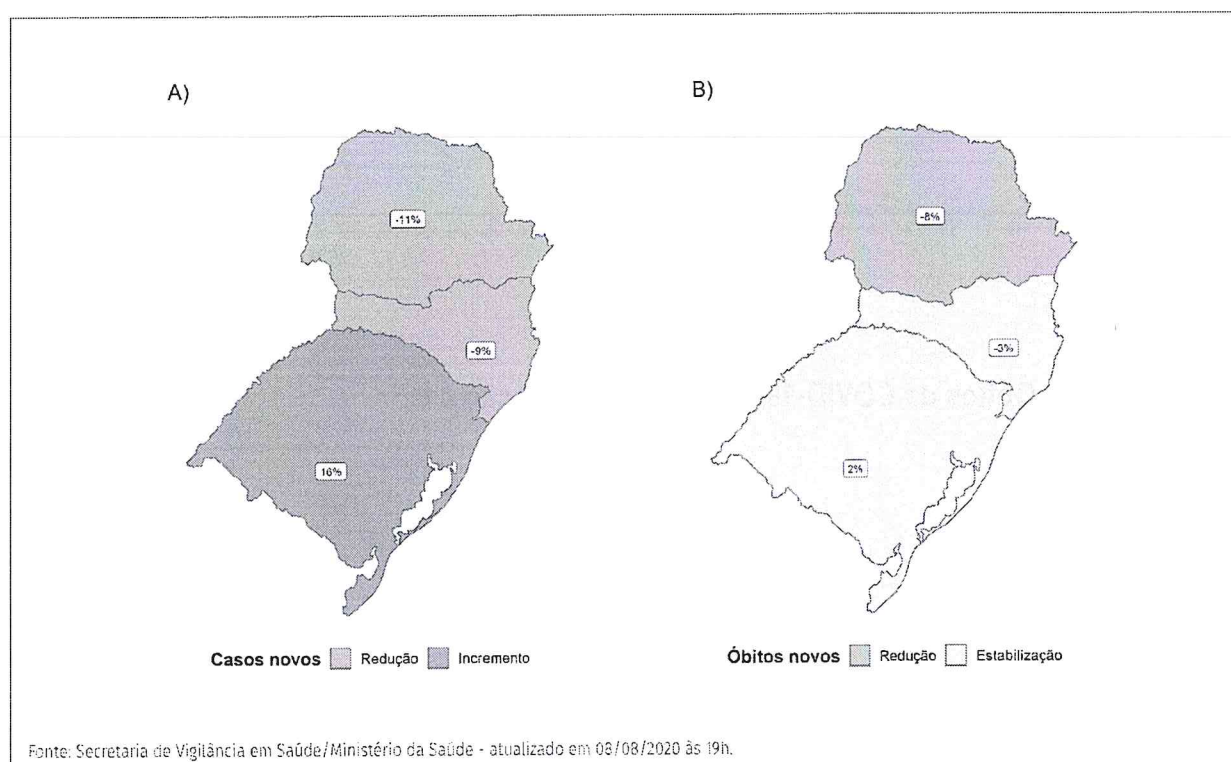 A)
B)
-11%
-8%
-9%
-3%
16%
2%
Casos novos Redução Incremento
Óbitos novos Redução Estabilização
Fonte: Secretaria de Vigilância em Saúde/Ministério da Saúde - atualizado em 08/08/2020 às 19h.